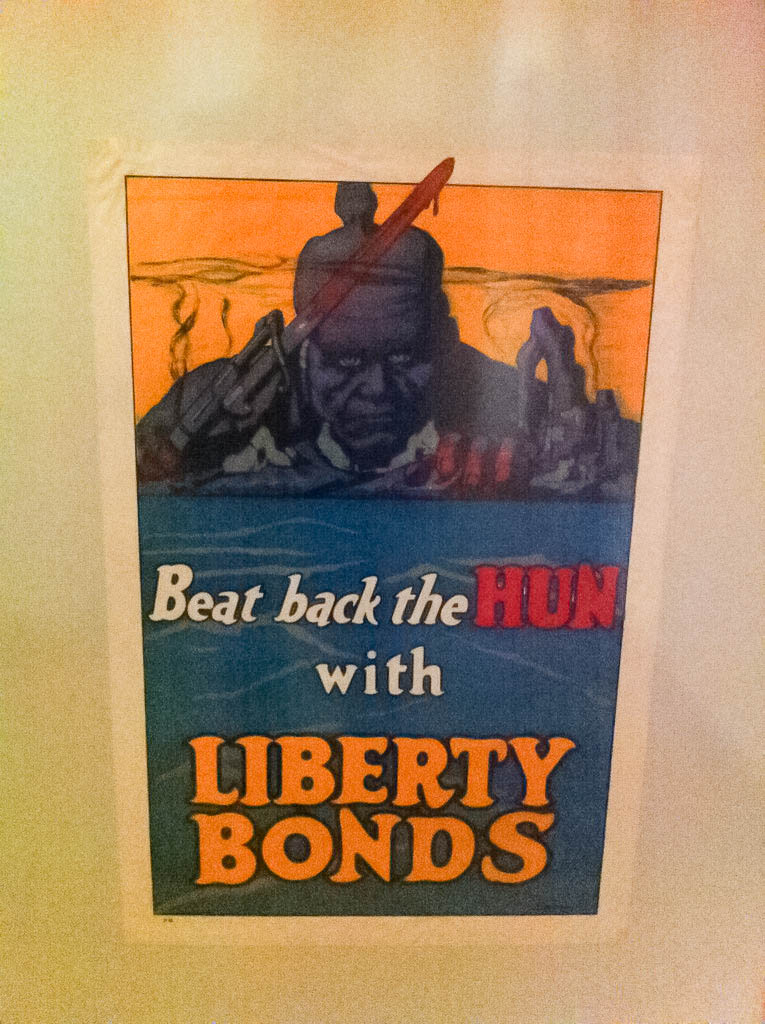 Beat back the HUN
with
LIBERTY
BONDS